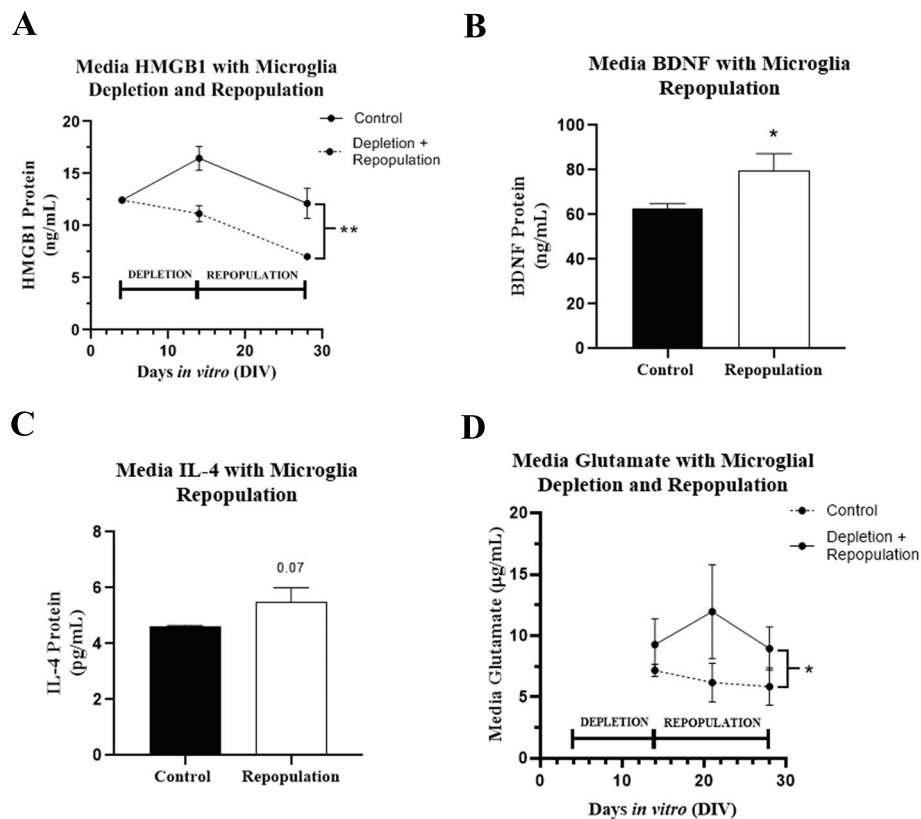 A
Media HMGB1 with Microglia
Depletion and Repopulation
Control
Depletion +
Repopulation
HMGB1 Protein
(ng/mL)
20
15
10
5
0
**
DEPLETION
REPOPULATION
0 10 20 30
Days in vitro (DIV)
B
Media BDNF with Microglia
Repopulation
BDNF Protein
(ng/mL)
100
80
60
40
20
0
*
Control
Repopulation
C
Media IL-4 with Microglia
Repopulation
IL-4 Protein
(pg/mL)
8
6
4
2
0
0.07
Control
Repopulation
D
Media Glutamate with Microglial
Depletion and Repopulation
Control
Depletion +
Repopulation
Media Glutamate (µg/mL)
20
15
10
5
0
*
DEPLETION
REPOPULATION
0 10 20 30
Days in vitro (DIV)